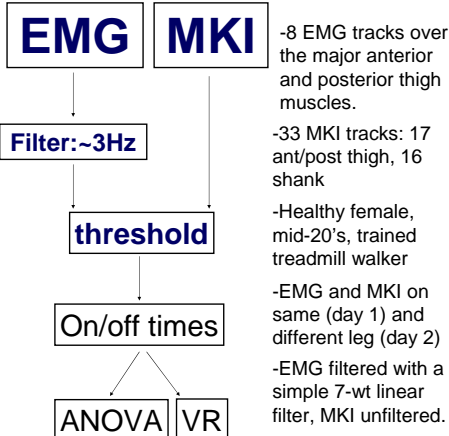 EMG MKI
Filter:~3Hz
threshold
On/off times
ANOVA VR
-8 EMG tracks over
the major anterior
and posterior thigh
muscles.
-33 MKI tracks: 17
ant/post thigh, 16
shank
-Healthy female,
mid-20's, trained
treadmill walker
-EMG and MKI on
same (day 1) and
different leg (day 2)
-EMG filtered with a
simple 7-wt linear
filter, MKI unfiltered.